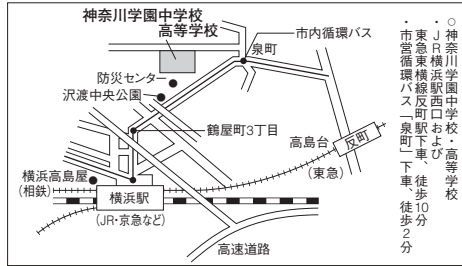 神奈川学園中学校
高等学校
市内循環バス
泉町
防災センター
沢渡中央公園
鶴屋町3丁目
高島台
反町
(東急)
横浜高島屋
(相鉄)
横浜駅
(JR・京急など)
高速道路
○神奈川学園中学校・高等学校
・JR横浜駅西口および
東急東横線反町駅下車、徒歩10分
・市営循環バス「泉町」下車、徒歩2分